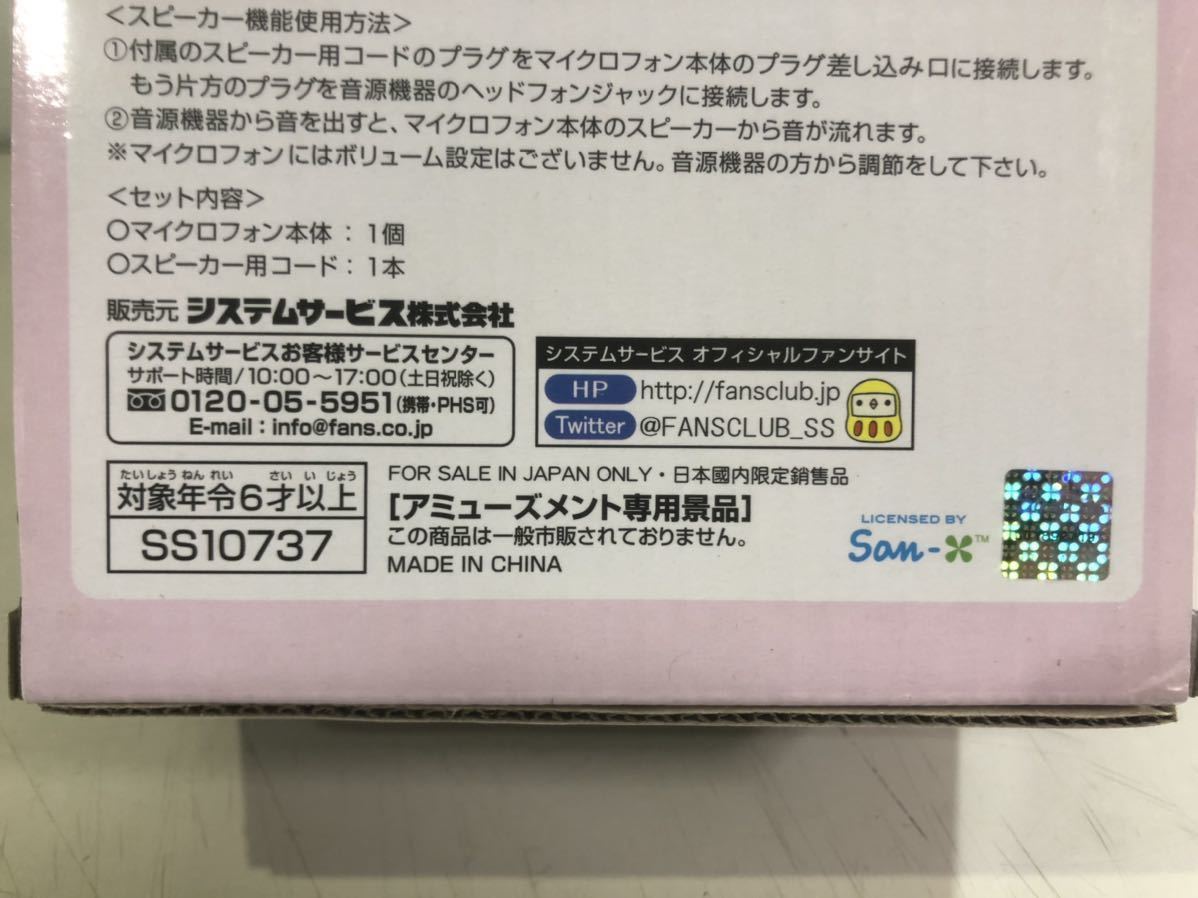 ＜スピーカー機能使用方法＞
①付属のスピーカー用コードのプラグをマイクロフォン本体のプラグ差し込み口に接続します。
もう片方のプラグを音源機器のヘッドフォンジャックに接続します。
②音源機器から音を出すと、マイクロフォン本体のスピーカーから音が流れます。
※マイクロフォンにはボリューム設定はございません。音源機器の方から調節をして下さい。
＜セット内容＞
○マイクロフォン本体：1個
○スピーカー用コード：1本
販売元 システムサービス株式会社
システムサービスお客様サービスセンター
サポート時間/10:00～17:00(土日祝除く)
0120-05-5951(携帯・PHS可)
E-mail：info@fans.co.jp
システムサービス オフィシャルファンサイト
HP http://fansclub.jp
Twitter @FANSCLUB_SS
たいしょうねんれい さいいじょう
対象年令6才以上
SS10737
FOR SALE IN JAPAN ONLY・日本國内限定銷售品
[アミューズメント専用景品]
この商品は一般市販されておりません。
MADE IN CHINA
LICENSED BY
San-X™